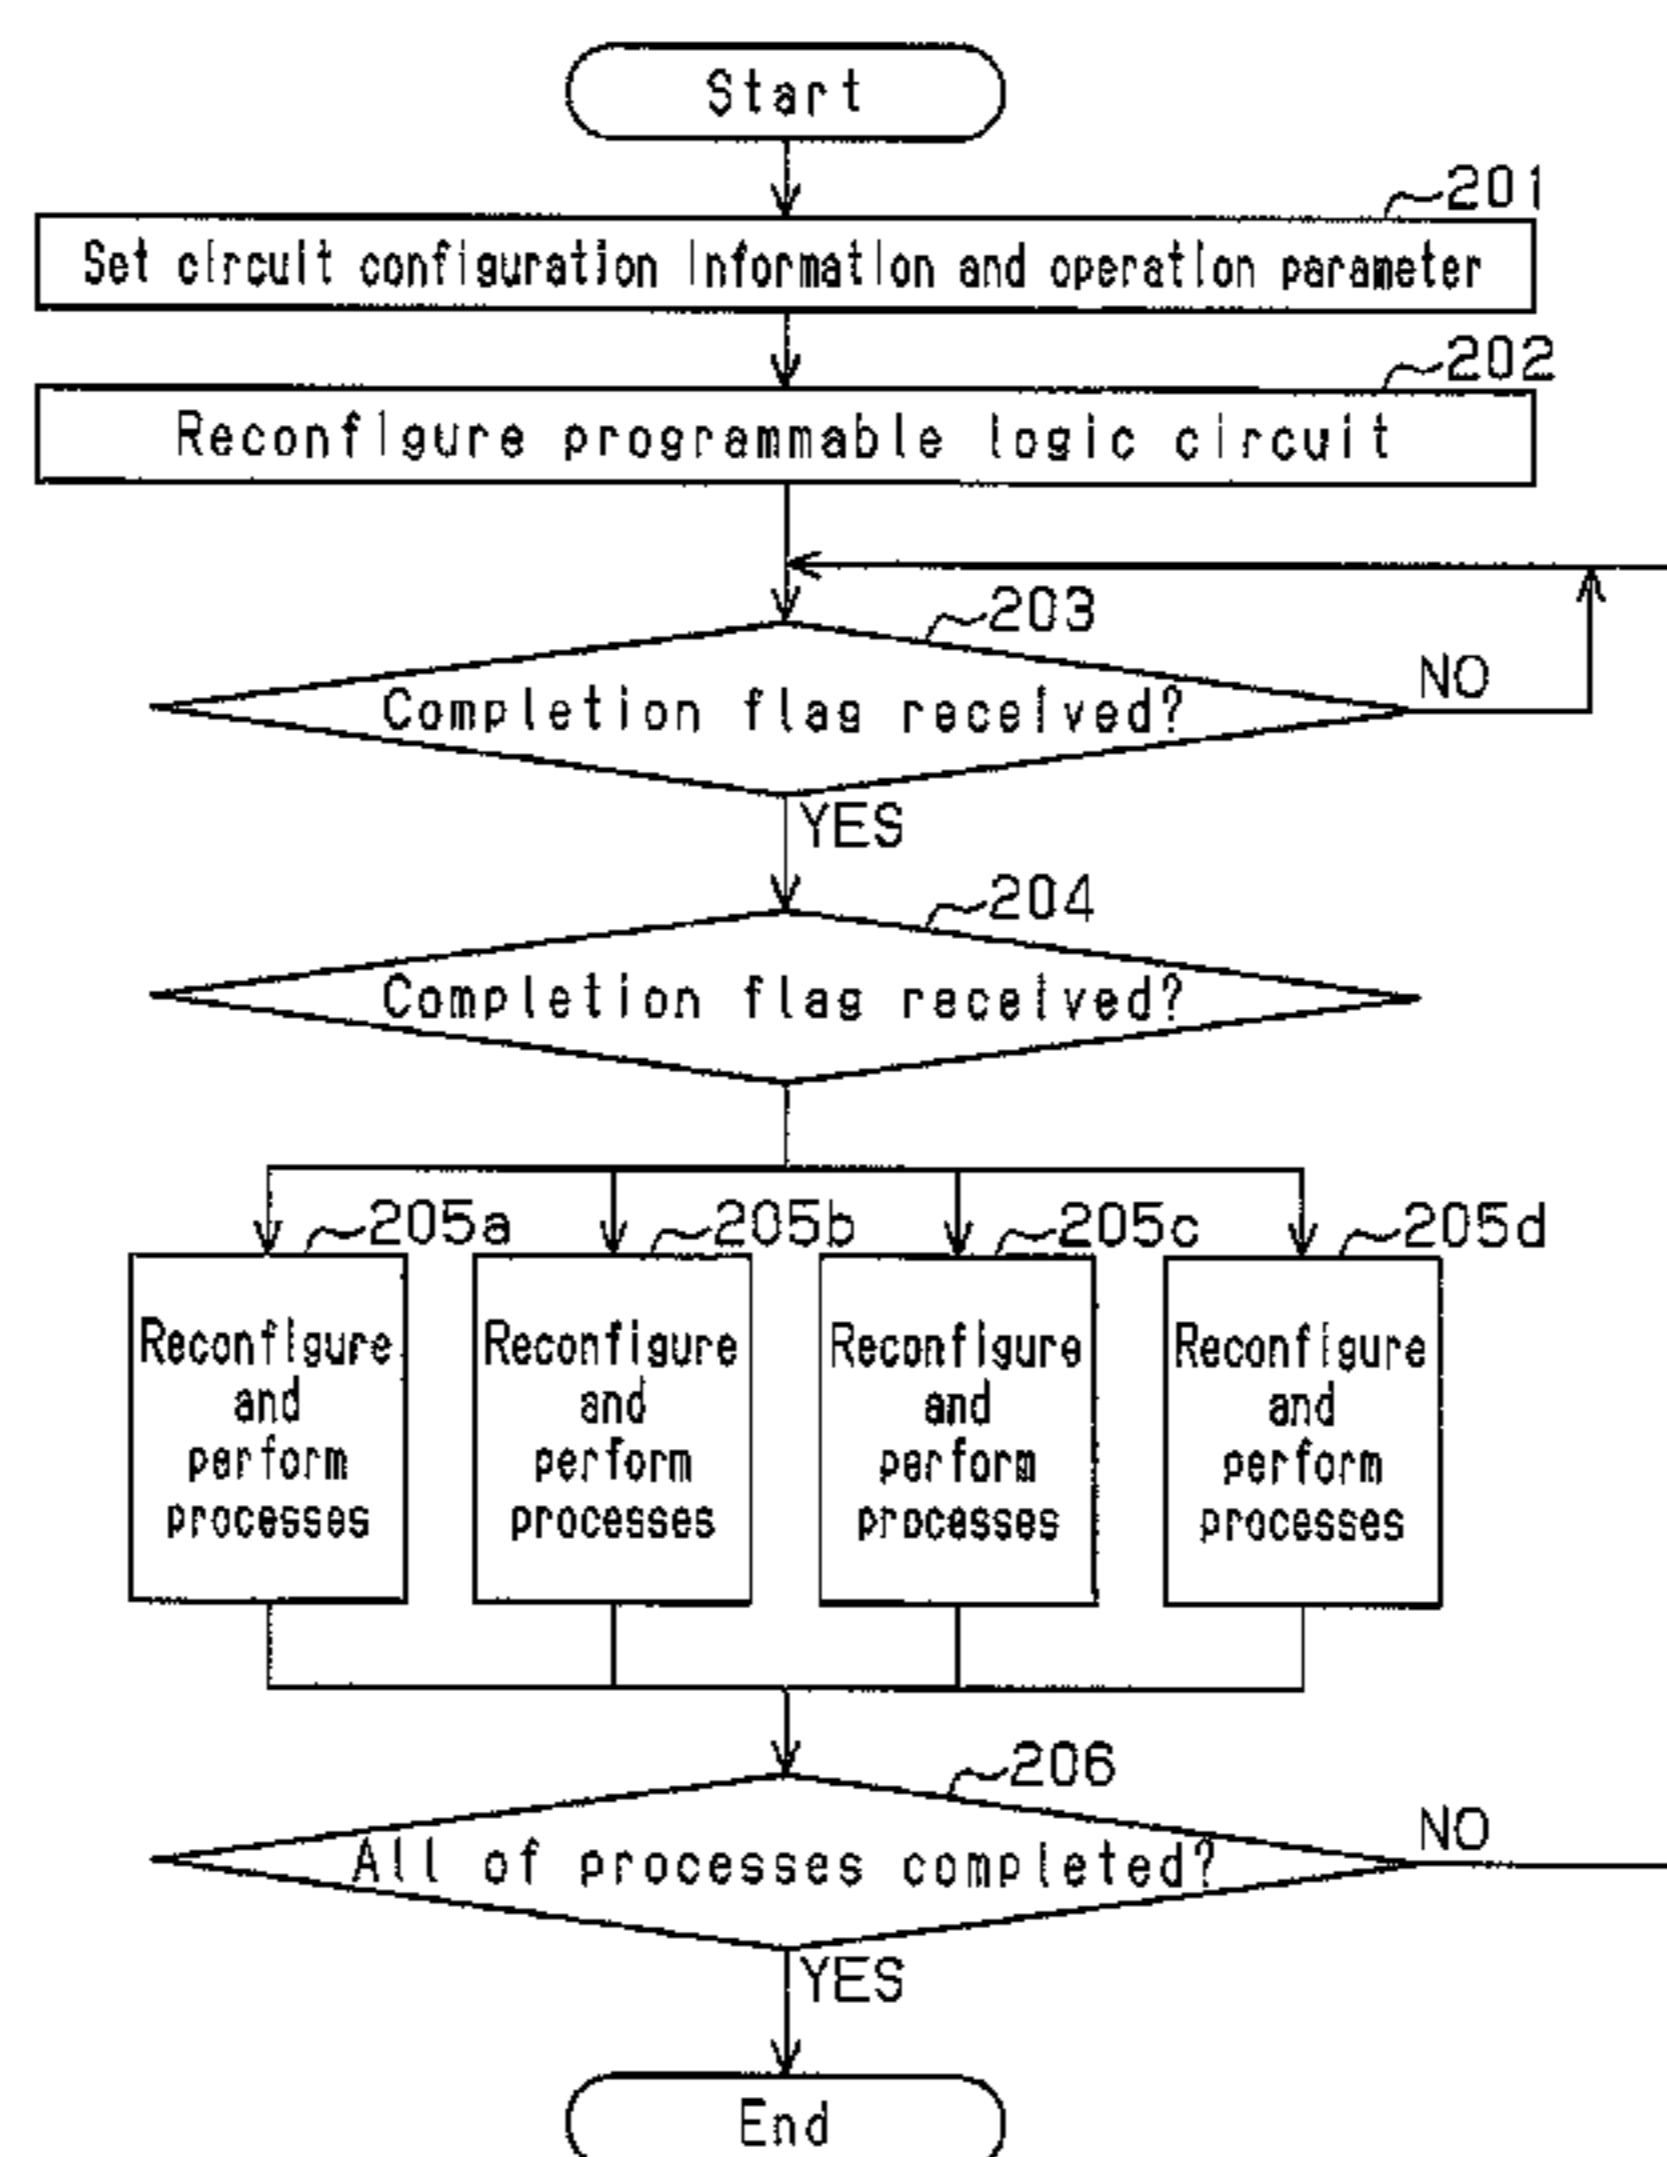 Start
201
Set circuit configuration information and operation parameter
202
Reconfigure programmable logic circuit
203
Completion flag received?
NO
YES
204
Completion flag received?
205a
205b
205c
205d
Reconfigure
and
perform
processes
Reconfigure
and
perform
processes
Reconfigure
and
perform
processes
Reconfigure
and
perform
processes
206
All of processes completed?
NO
YES
End